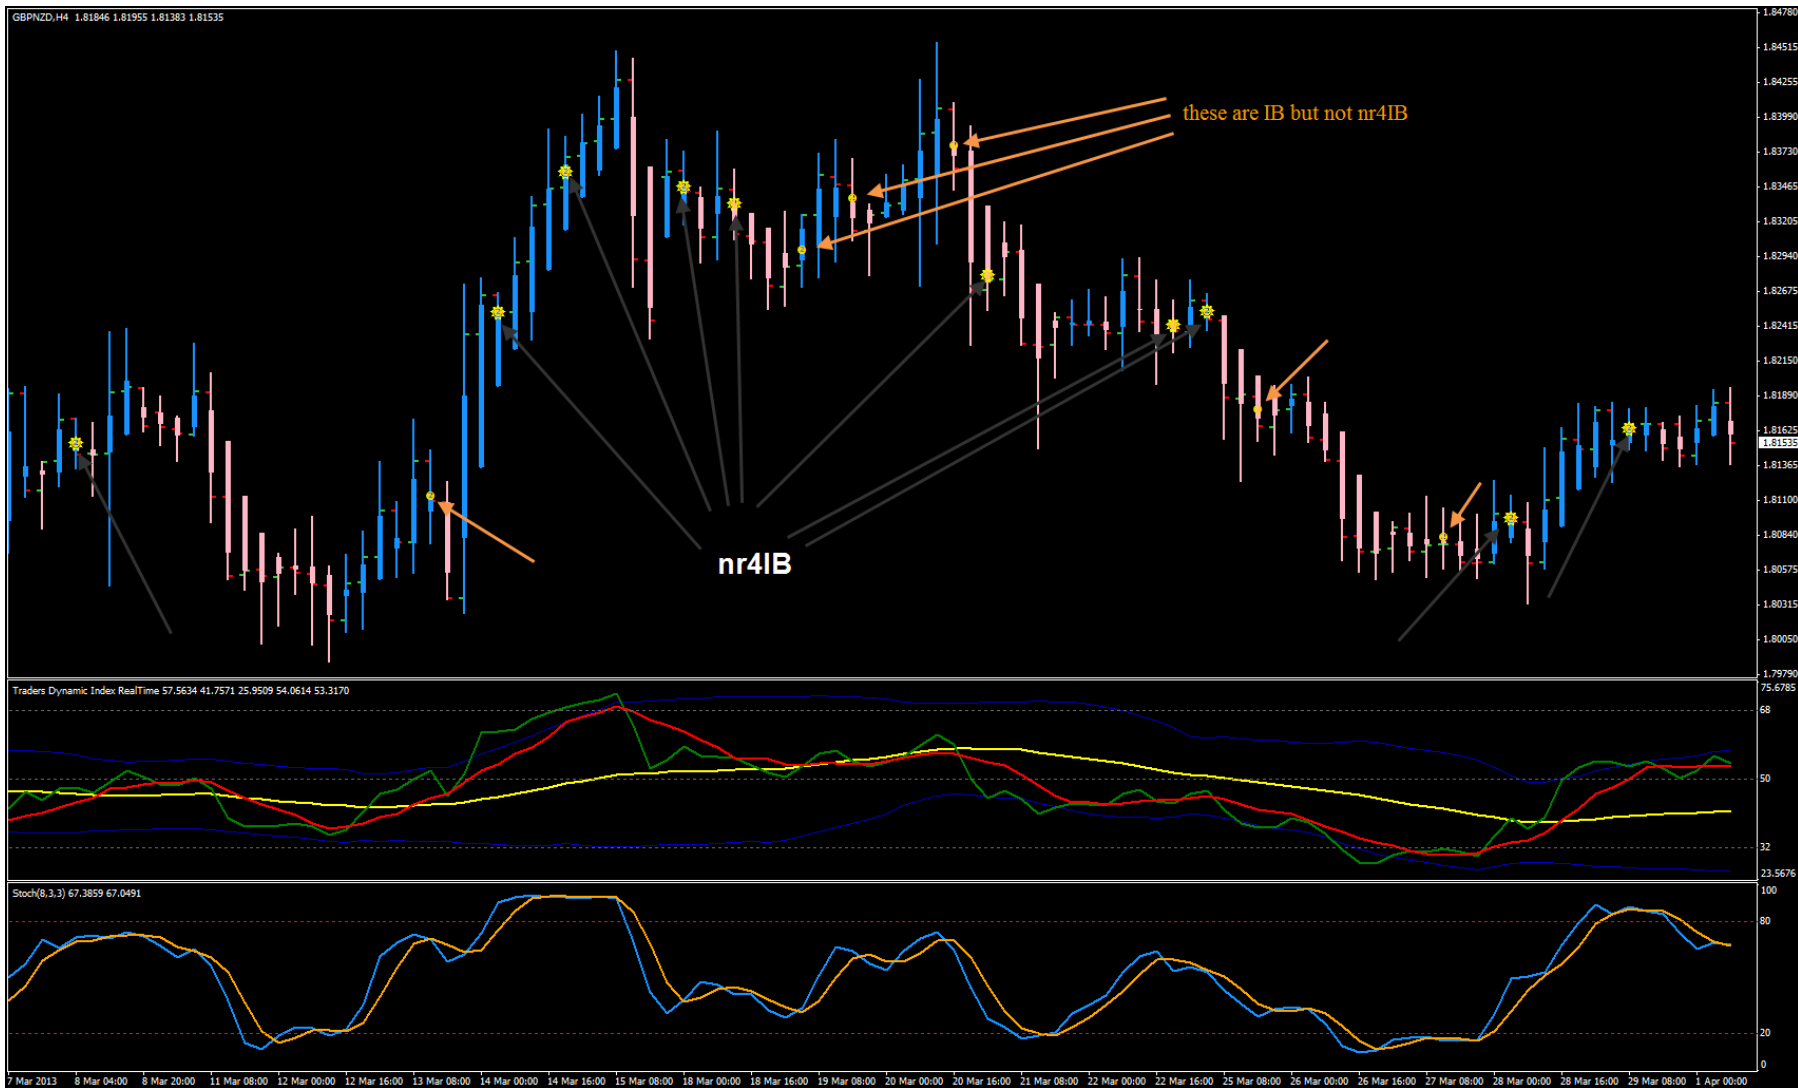 GBPNZD,H4 1.81846 1.81955 1.81383 1.81535
1.84780
1.84515
1.84255
1.83990
1.83730
1.83465
1.83205
1.82940
1.82675
1.82415
1.82150
1.81890
1.81625
1.81535
1.81365
1.81100
1.80840
1.80575
1.80315
1.80050
1.79790
these are IB but not nr4IB
nr4IB
Traders Dynamic Index RealTime 57.5634 41.7571 25.9509 54.0614 53.3170
75.6785
68
50
32
23.5676
Stoch(8,3,3) 67.3859 67.0491
100
80
20
0
7 Mar 2013
8 Mar 04:00
8 Mar 20:00
11 Mar 08:00
12 Mar 00:00
12 Mar 16:00
13 Mar 08:00
14 Mar 00:00
14 Mar 16:00
15 Mar 08:00
18 Mar 00:00
18 Mar 16:00
19 Mar 08:00
20 Mar 00:00
20 Mar 16:00
21 Mar 08:00
22 Mar 00:00
22 Mar 16:00
25 Mar 08:00
26 Mar 00:00
26 Mar 16:00
27 Mar 08:00
28 Mar 00:00
28 Mar 16:00
29 Mar 08:00
1 Apr 00:00